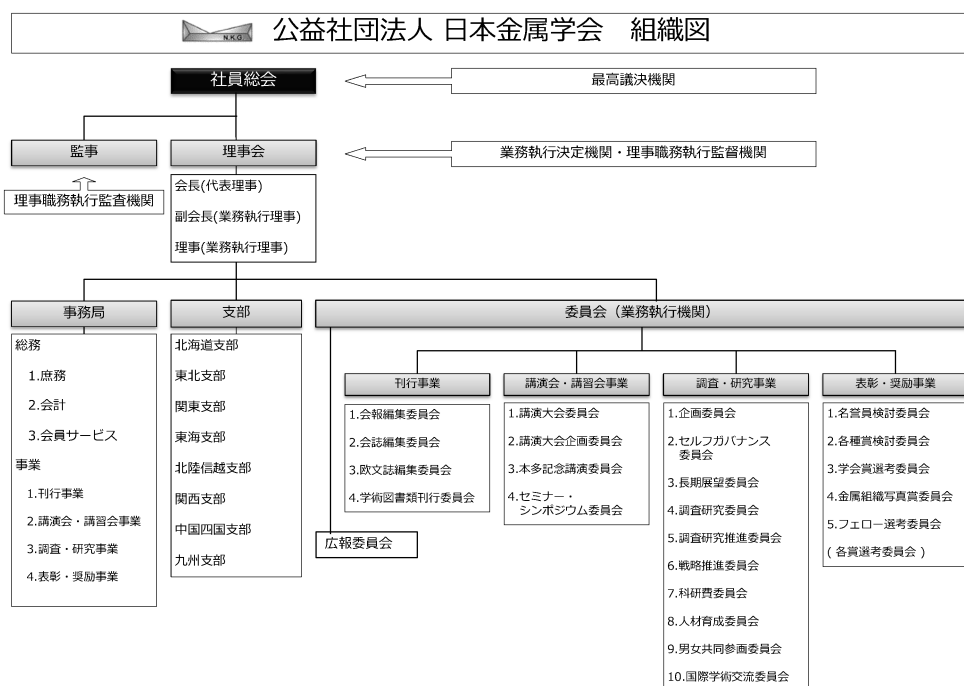 N.K.G.
公益社団法人 日本金属学会　組織図
社員総会
最高議決機関
監事
理事会
業務執行決定機関・理事職務執行監督機関
理事職務執行監査機関
会長(代表理事)
副会長(業務執行理事)
理事(業務執行理事)
事務局
支部
委員会（業務執行機関）
総務
1.庶務
2.会計
3.会員サービス
事業
1.刊行事業
2.講演会・講習会事業
3.調査・研究事業
4.表彰・奨励事業
北海道支部
東北支部
関東支部
東海支部
北陸信越支部
関西支部
中国四国支部
九州支部
広報委員会
刊行事業
1.会報編集委員会
2.会誌編集委員会
3.欧文誌編集委員会
4.学術図書類刊行委員会
講演会・講習会事業
1.講演大会委員会
2.講演大会企画委員会
3.本多記念講演委員会
4.セミナー・
シンポジウム委員会
調査・研究事業
1.企画委員会
2.セルフガバナンス
委員会
3.長期展望委員会
4.調査研究委員会
5.調査研究推進委員会
6.戦略推進委員会
7.科研費委員会
8.人材育成委員会
9.男女共同参画委員会
10.国際学術交流委員会
表彰・奨励事業
1.名誉員検討委員会
2.各種賞検討委員会
3.学会賞選考委員会
4.金属組織写真賞委員会
5.フェロー選考委員会
( 各賞選考委員会 )